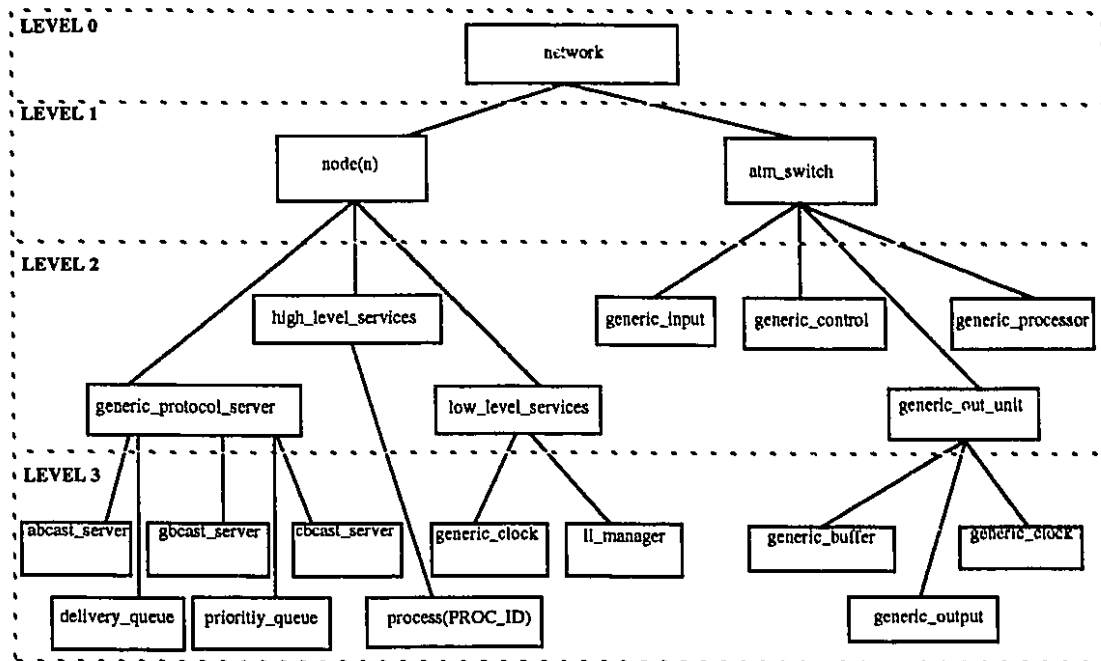 LEVEL 0
network
LEVEL 1
node(n)
atm_switch
LEVEL 2
high_level_services
generic_input
generic_control
generic_processor
generic_protocol_server
low_level_services
generic_out_unit
LEVEL 3
abcast_server
gbcast_server
cbcast_server
generic_clock
ll_manager
generic_buffer
generic_clock
delivery_queue
prioritiy_queue
process(PROC_ID)
generic_output